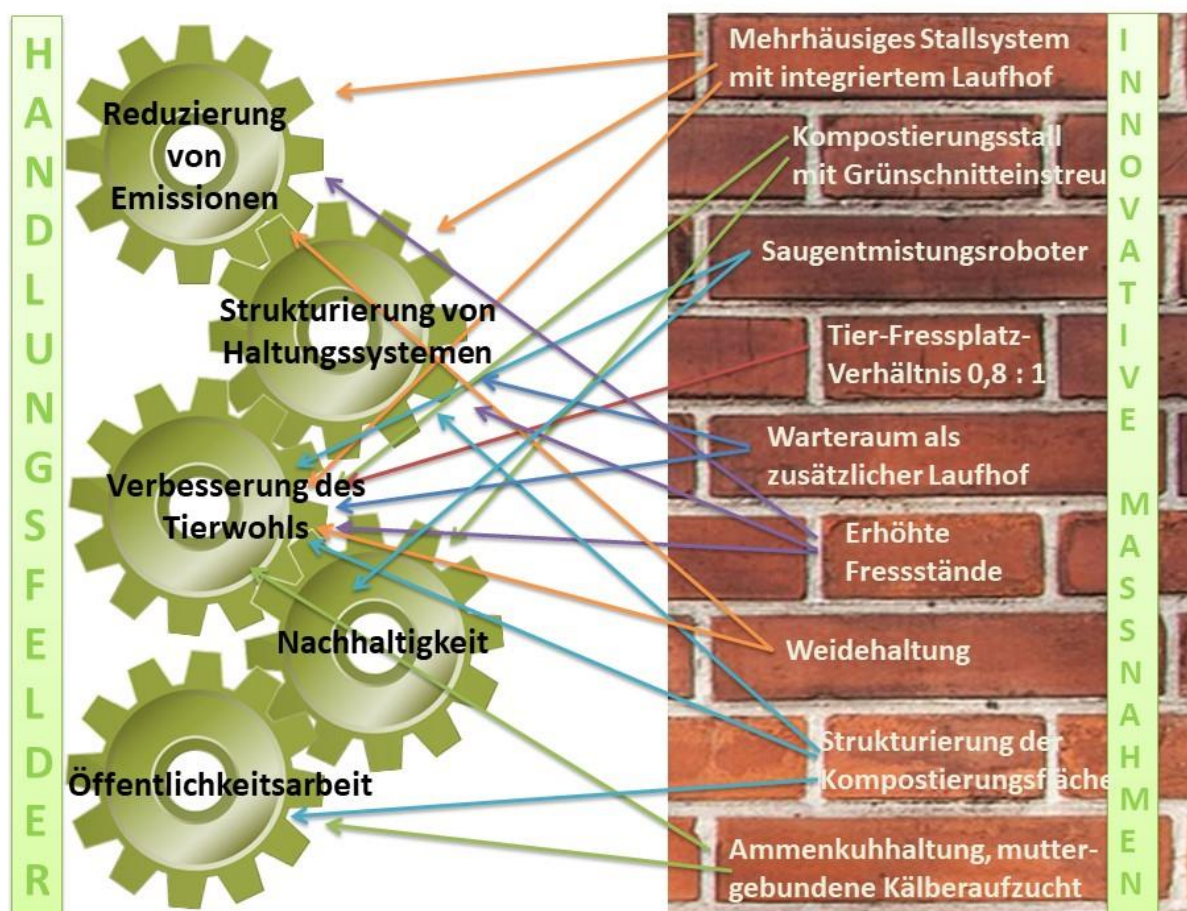 HANDLUNGSFELDER
Reduzierung
von
Emissionen
Strukturierung von
Haltungssystemen
Verbesserung des
Tierwohls
Nachhaltigkeit
Öffentlichkeitsarbeit
Mehrhäusiges Stallsystem
mit integriertem Laufhof
Kompostierungsstall
mit Grünschnitteinstreu
Saugentmistungsroboter
Tier-Fressplatz-
Verhältnis 0,8 : 1
Warteraum als
zusätzlicher Laufhof
Erhöhte
Fressstände
Weidehaltung
Strukturierung der
Kompostierungsfläche
Ammenkuhhaltung, mutter-
gebundene Kälberaufzucht
INNOVATIVE MASSNAHMEN